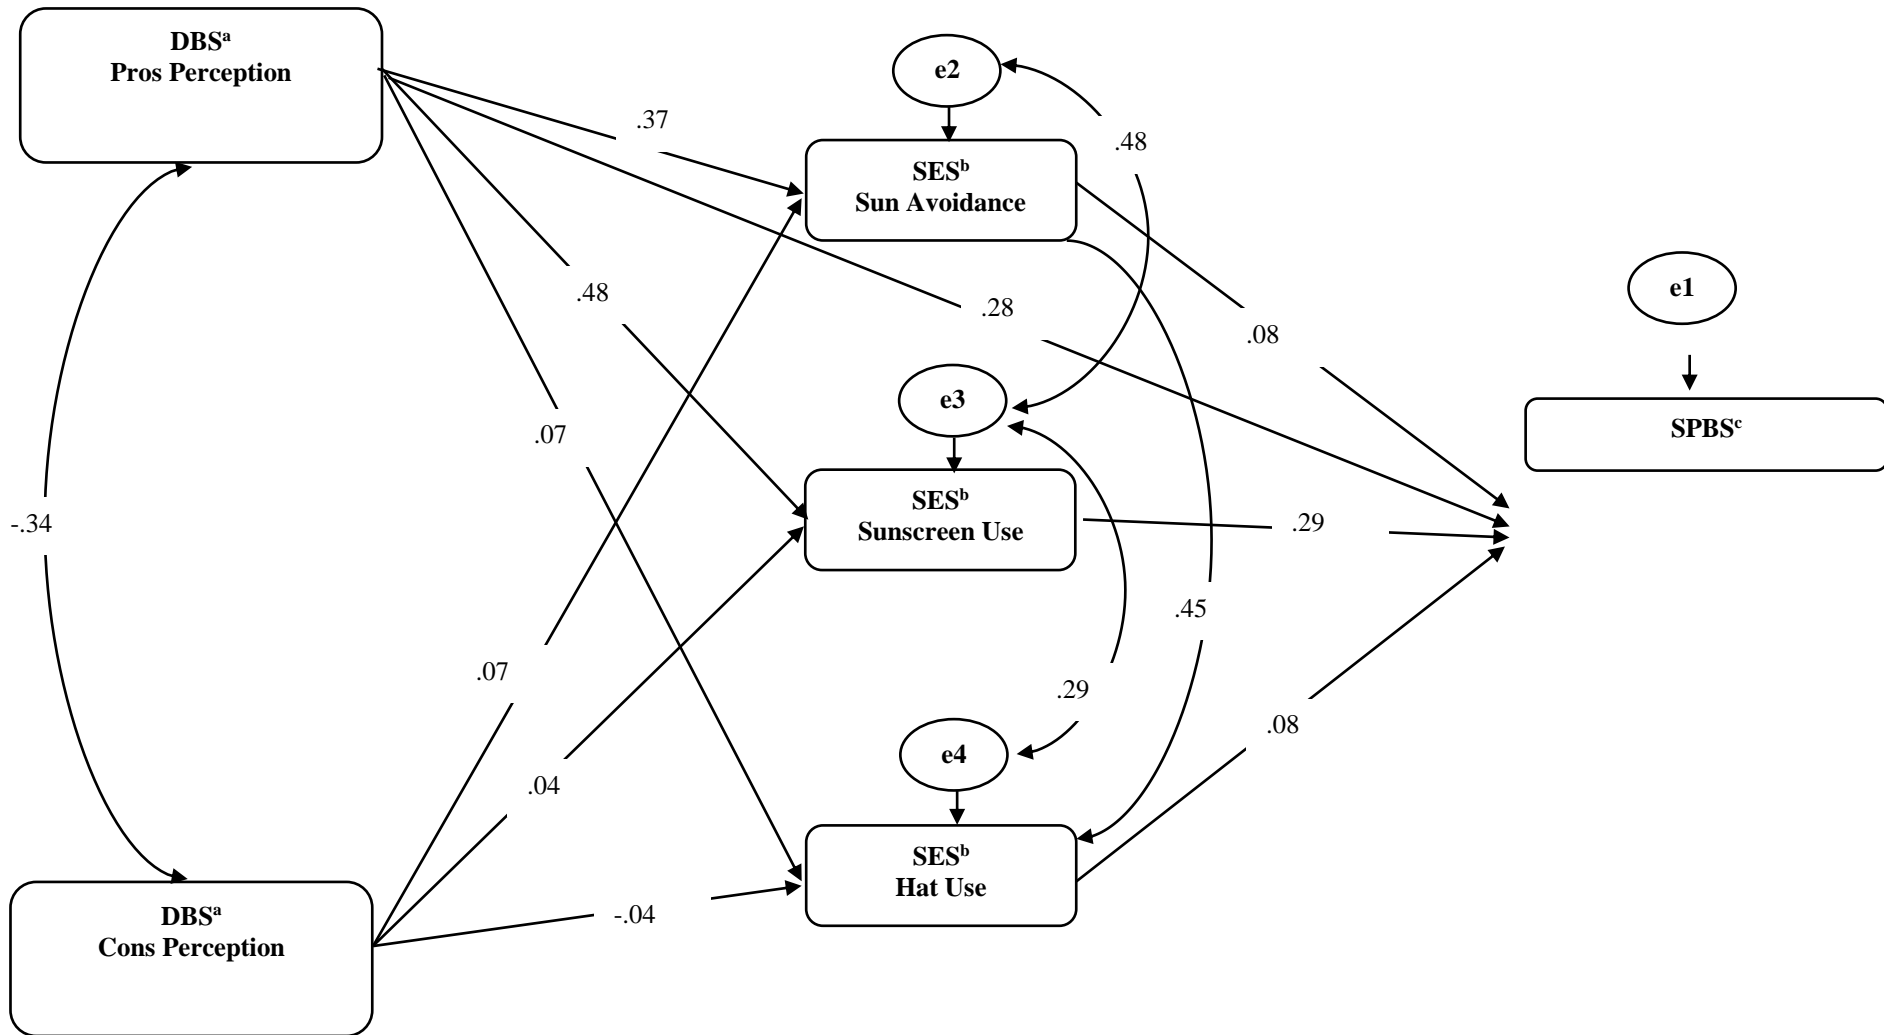 DBSᵃ
Pros Perception
e2
.37
.48
SESᵇ
Sun Avoidance
e1
.48
.28
.08
e3
SPBSᶜ
.07
SESᵇ
Sunscreen Use
.29
-.34
.45
.07
.29
.08
.04
e4
SESᵇ
Hat Use
-.04
DBSᵃ
Cons Perception